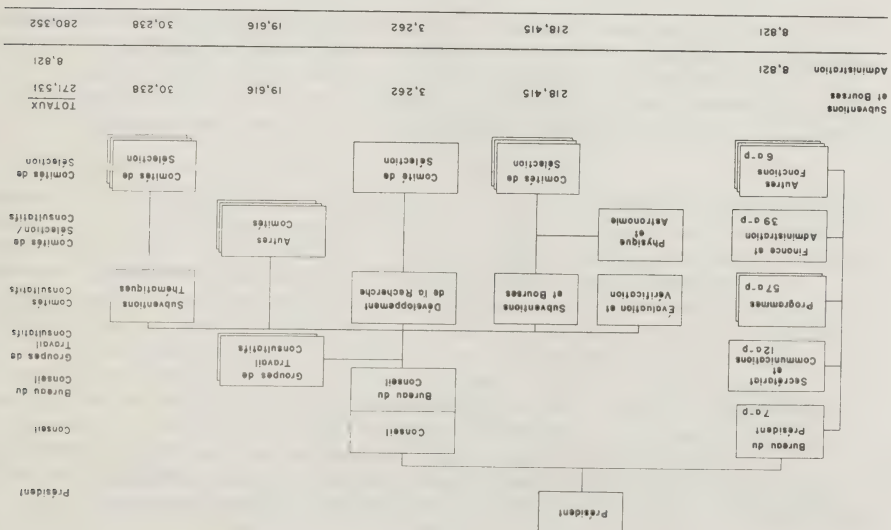 Président
Président
Conseil
Conseil
Bureau du
Président
7 a-p
Bureau du
Conseil
Bureau du
Conseil
Secrétariat
et
Communications
12 a-p
Groupes de
Travail
Consultatifs
Groupes de
Travail
Consultatifs
Comités
Consultatifs
Subventions
Thématiques
Développement
de la Recherche
Subventions
et Bourses
Évaluation et
Vérification
Programmes
57 a-p
Comités de
Sélection /
Consultatifs
Autres
Comités
Physique
et
Astronomie
Finance et
Administration
39 a-p
Comités de
Sélection
Comités de
Sélection
Comité de
Sélection
Comités de
Sélection
Autres
Fonctions
6 a-p
TOTAUX
Subventions
et Bourses
271,531 30,238 19,616 3,262 218,415
8,821 8,821 Administration
280,352 30,238 19,616 3,262 218,415 8,821